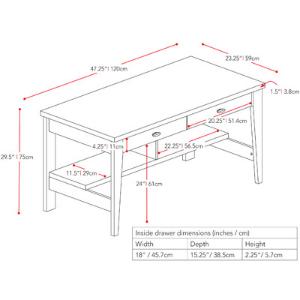 47.25"/120cm
23.25"/59cm
1.5"/3.8cm
20.25"/51.4cm
4.25"/11cm
22.25"/56.5cm
29.5"/75cm
11.5"/29cm
24"/61cm
Inside drawer dimensions (inches / cm)
Width Depth Height
18" / 45.7cm 15.25" / 38.5cm 2.25" / 5.7cm